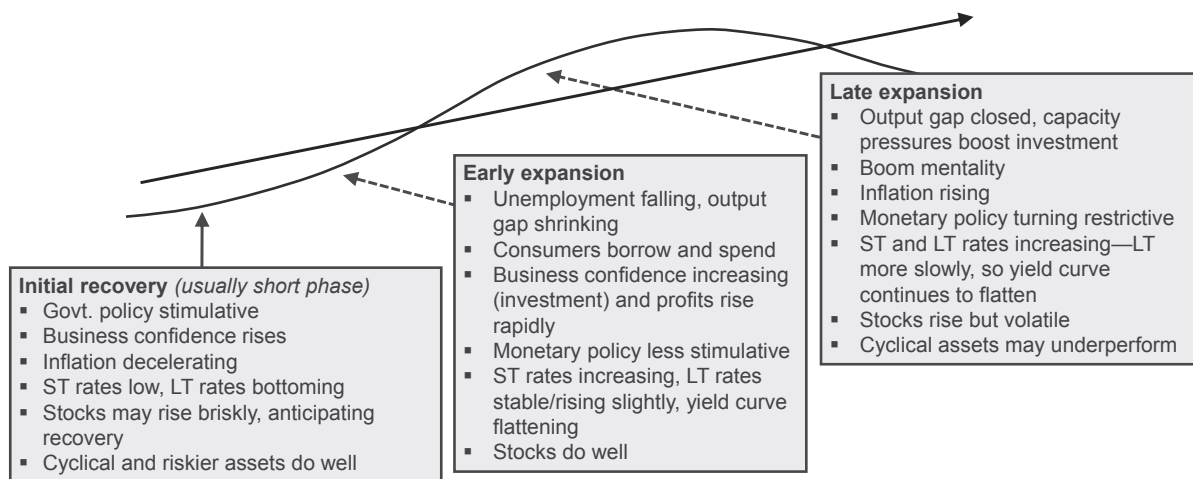 Initial recovery (usually short phase)
▪ Govt. policy stimulative
▪ Business confidence rises
▪ Inflation decelerating
▪ ST rates low, LT rates bottoming
▪ Stocks may rise briskly, anticipating
recovery
▪ Cyclical and riskier assets do well
Early expansion
▪ Unemployment falling, output
gap shrinking
▪ Consumers borrow and spend
▪ Business confidence increasing
(investment) and profits rise
rapidly
▪ Monetary policy less stimulative
▪ ST rates increasing, LT rates
stable/rising slightly, yield curve
flattening
▪ Stocks do well
Late expansion
▪ Output gap closed, capacity
pressures boost investment
▪ Boom mentality
▪ Inflation rising
▪ Monetary policy turning restrictive
▪ ST and LT rates increasing—LT
more slowly, so yield curve
continues to flatten
▪ Stocks rise but volatile
▪ Cyclical assets may underperform